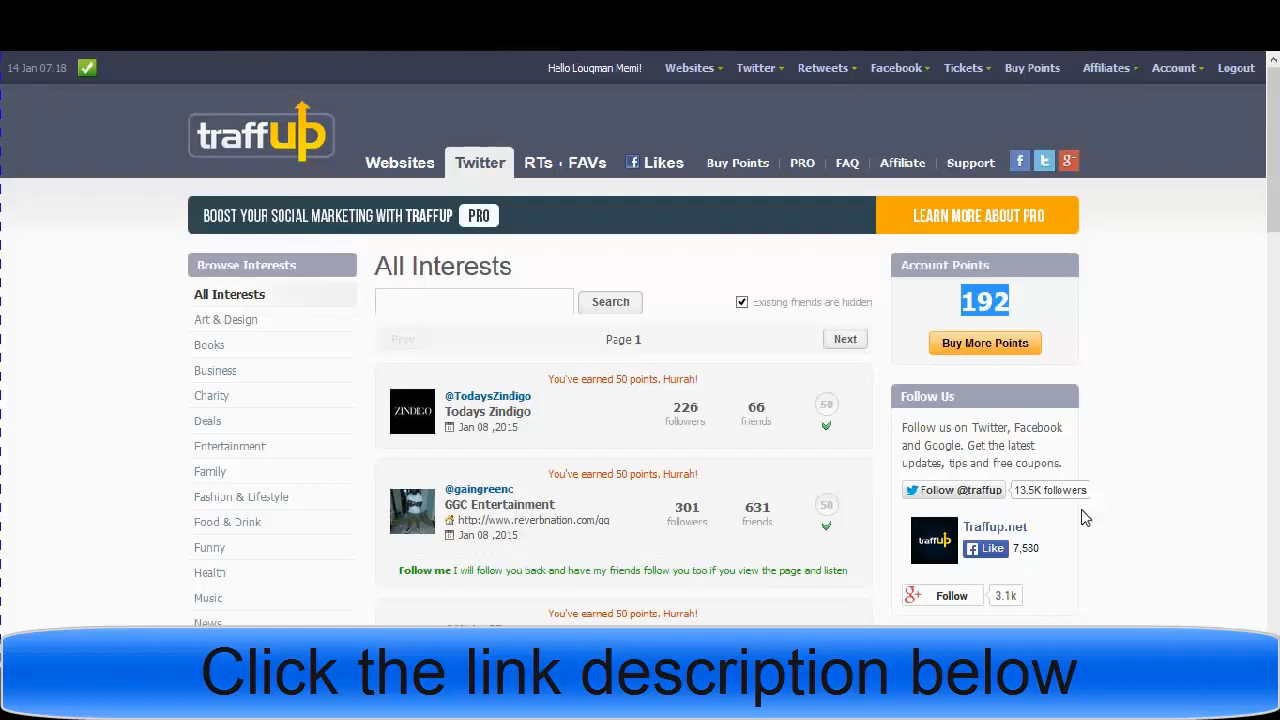 14 Jan 07:18
Hello Louqman Memi! Websites Twitter Retweets Facebook Tickets Buy Points Affiliates Account Logout
traffup
Websites Twitter RTs + FAVs Likes Buy Points PRO FAQ Affiliate Support
BOOST YOUR SOCIAL MARKETING WITH TRAFFUP PRO LEARN MORE ABOUT PRO
Browse Interests
All Interests
Art & Design
Books
Business
Charity
Deals
Entertainment
Family
Fashion & Lifestyle
Food & Drink
Funny
Health
Music
News
All Interests
Search
Existing friends are hidden
Prev Page 1 Next
You've earned 50 points. Hurrah!
ZINDIGO
@TodaysZindigo
Todays Zindigo
Jan 08 ,2015
226 followers
66 friends
50
You've earned 50 points. Hurrah!
@gaingreenc
GGC Entertainment
http://www.reverbnation.com/gg
Jan 08 ,2015
301 followers
631 friends
50
Follow me I will follow you back and have my friends follow you too if you view the page and listen
You've earned 50 points. Hurrah!
Account Points
192
Buy More Points
Follow Us
Follow us on Twitter, Facebook
and Google. Get the latest
updates, tips and free coupons.
Follow @traffup 13.5K followers
traffup
Traffup.net
Like 7,580
Follow 3.1k
Click the link description below